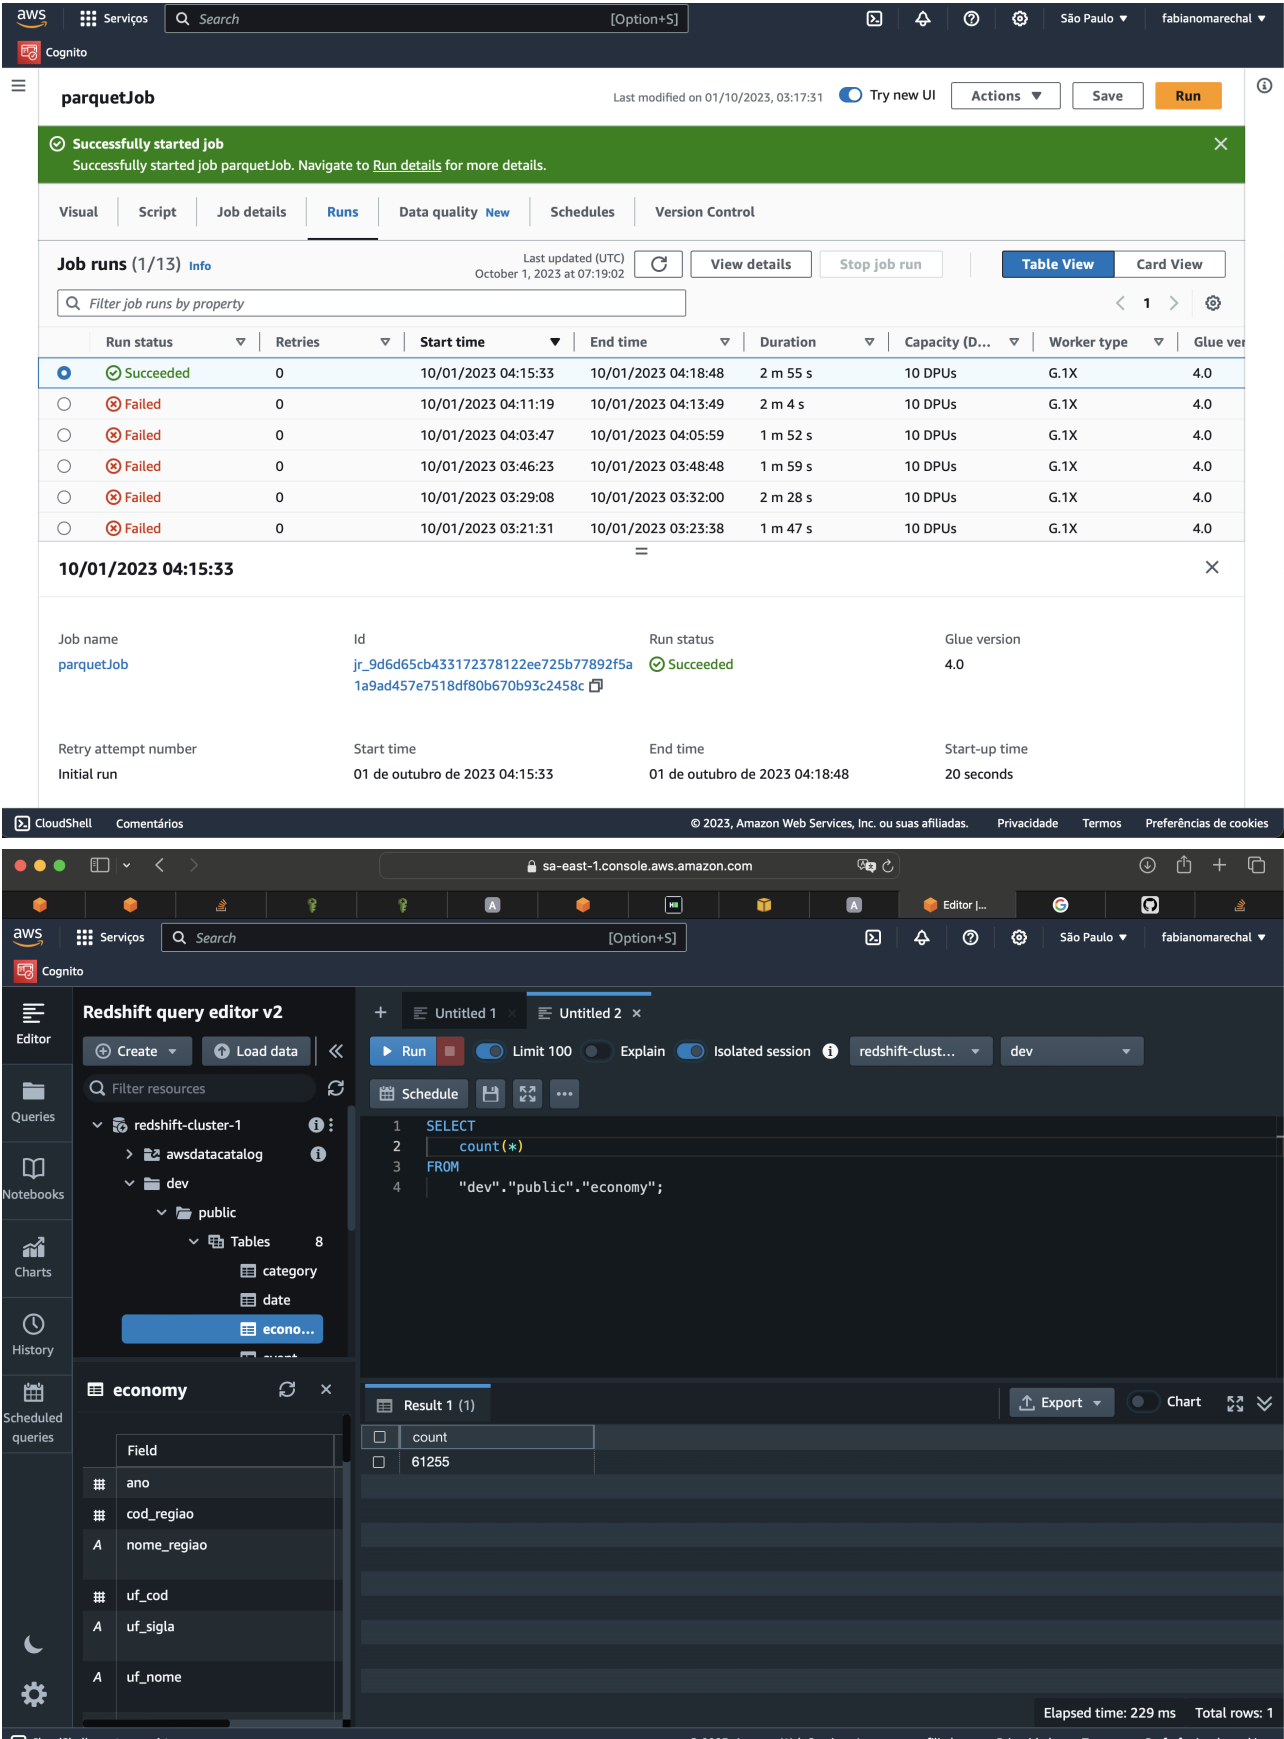 aws Serviços Search [Option+S] São Paulo ▼ fabianomarechal ▼
Cognito
parquetJob Last modified on 01/10/2023, 03:17:31 Try new UI Actions ▼ Save Run
Successfully started job
Successfully started job parquetJob. Navigate to Run details for more details.
Visual Script Job details Runs Data quality New Schedules Version Control
Job runs (1/13) Info Last updated (UTC) October 1, 2023 at 07:19:02 View details Stop job run Table View Card View
Filter job runs by property 1
Run status Retries Start time End time Duration Capacity (D... Worker type Glue ver
Succeeded 0 10/01/2023 04:15:33 10/01/2023 04:18:48 2 m 55 s 10 DPUs G.1X 4.0
Failed 0 10/01/2023 04:11:19 10/01/2023 04:13:49 2 m 4 s 10 DPUs G.1X 4.0
Failed 0 10/01/2023 04:03:47 10/01/2023 04:05:59 1 m 52 s 10 DPUs G.1X 4.0
Failed 0 10/01/2023 03:46:23 10/01/2023 03:48:48 1 m 59 s 10 DPUs G.1X 4.0
Failed 0 10/01/2023 03:29:08 10/01/2023 03:32:00 2 m 28 s 10 DPUs G.1X 4.0
Failed 0 10/01/2023 03:21:31 10/01/2023 03:23:38 1 m 47 s 10 DPUs G.1X 4.0
10/01/2023 04:15:33
Job name Id Run status Glue version
parquetJob jr_9d6d65cb433172378122ee725b77892f5a Succeeded 4.0
1a9ad457e7518df80b670b93c2458c
Retry attempt number Start time End time Start-up time
Initial run 01 de outubro de 2023 04:15:33 01 de outubro de 2023 04:18:48 20 seconds
CloudShell Comentários © 2023, Amazon Web Services, Inc. ou suas afiliadas. Privacidade Termos Preferências de cookies
sa-east-1.console.aws.amazon.com
Editor |...
aws Serviços Search [Option+S] São Paulo ▼ fabianomarechal ▼
Cognito
Editor
Queries
Notebooks
Charts
History
Scheduled
queries
Redshift query editor v2
Create Load data
Filter resources
redshift-cluster-1
awsdatacatalog
dev
public
Tables 8
category
date
econo...
economy
Field
ano
cod_regiao
nome_regiao
uf_cod
uf_sigla
uf_nome
+ Untitled 1 Untitled 2
Run Limit 100 Explain Isolated session redshift-clust... dev
Schedule
1 SELECT
2 count(*)
3 FROM
4 "dev"."public"."economy";
Result 1 (1) Export Chart
count
61255
Elapsed time: 229 ms Total rows: 1